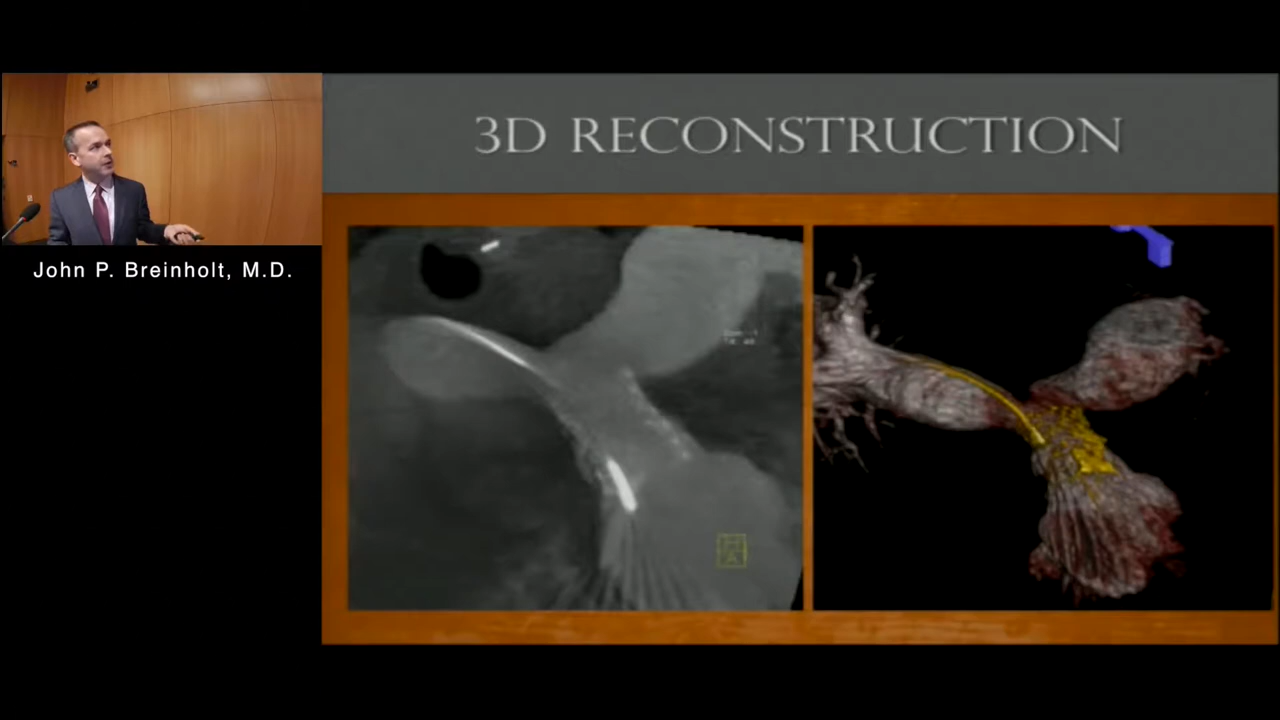 3D RECONSTRUCTION
John P. Breinholt, M.D.
H
A